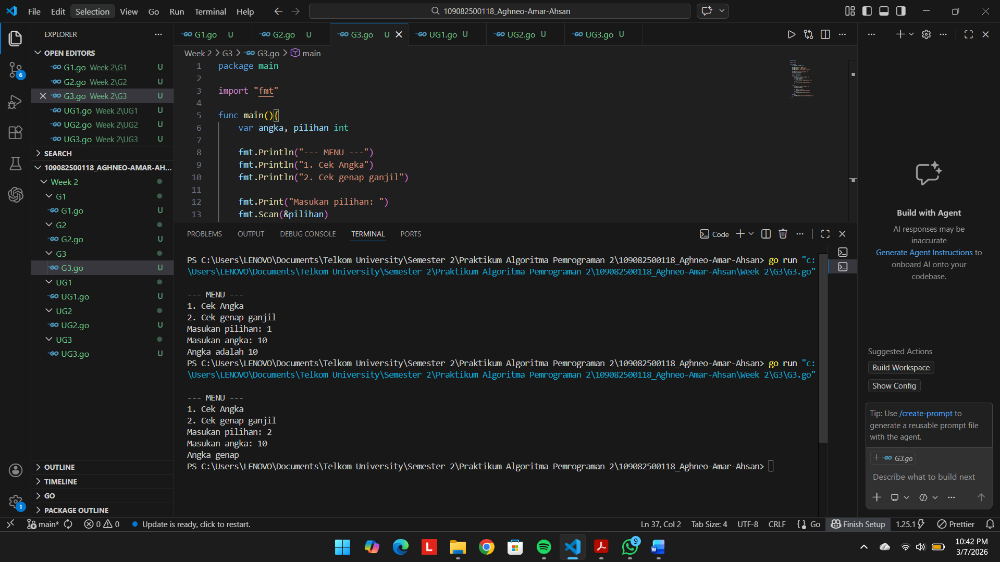 File Edit Selection View Go Run Terminal Help
109082500118_Aghneo-Amar-Ahsan
EXPLORER
OPEN EDITORS
G1.go Week 2\G1 U
G2.go Week 2\G2 U
G3.go Week 2\G3 U
UG1.go Week 2\UG1 U
UG2.go Week 2\UG2 U
UG3.go Week 2\UG3 U
SEARCH
109082500118_AGHNEO-AMAR-AH...
Week 2
G1
G1.go U
G2
G2.go U
G3
G3.go U
UG1
UG1.go U
UG2
UG2.go U
UG3
UG3.go U
OUTLINE
TIMELINE
GO
PACKAGE OUTLINE
6
1
G1.go U G2.go U G3.go U UG1.go U UG2.go U UG3.go U
Week 2 > G3 > G3.go > main
1 package main
2
3 import "fmt"
4
5 func main(){
6 var angka, pilihan int
7
8 fmt.Println("--- MENU ---")
9 fmt.Println("1. Cek Angka")
10 fmt.Println("2. Cek genap ganjil")
11
12 fmt.Print("Masukan pilihan: ")
13 fmt.Scan(&pilihan)
PROBLEMS OUTPUT DEBUG CONSOLE TERMINAL PORTS
Code
PS C:\Users\LENOVO\Documents\Telkom University\Semester 2\Praktikum Algoritma Pemrograman 2\109082500118_Aghneo-Amar-Ahsan> go run "c:
\Users\LENOVO\Documents\Telkom University\Semester 2\Praktikum Algoritma Pemrograman 2\109082500118_Aghneo-Amar-Ahsan\Week 2\G3\G3.go"
--- MENU ---
1. Cek Angka
2. Cek genap ganjil
Masukan pilihan: 1
Masukan angka: 10
Angka adalah 10
PS C:\Users\LENOVO\Documents\Telkom University\Semester 2\Praktikum Algoritma Pemrograman 2\109082500118_Aghneo-Amar-Ahsan> go run "c:
\Users\LENOVO\Documents\Telkom University\Semester 2\Praktikum Algoritma Pemrograman 2\109082500118_Aghneo-Amar-Ahsan\Week 2\G3\G3.go"
--- MENU ---
1. Cek Angka
2. Cek genap ganjil
Masukan pilihan: 2
Masukan angka: 10
Angka genap
PS C:\Users\LENOVO\Documents\Telkom University\Semester 2\Praktikum Algoritma Pemrograman 2\109082500118_Aghneo-Amar-Ahsan>
Build with Agent
AI responses may be
inaccurate
Generate Agent Instructions to
onboard AI onto your
codebase.
Suggested Actions
Build Workspace
Show Config
Tip: Use /create-prompt to
generate a reusable prompt file
with the agent.
G3.go
Describe what to build next
main* 0 0 Update is ready, click to restart.
Ln 37, Col 2 Tab Size: 4 UTF-8 CRLF Go Finish Setup 1.25.1 Prettier
L
9
10:42 PM
3/7/2026